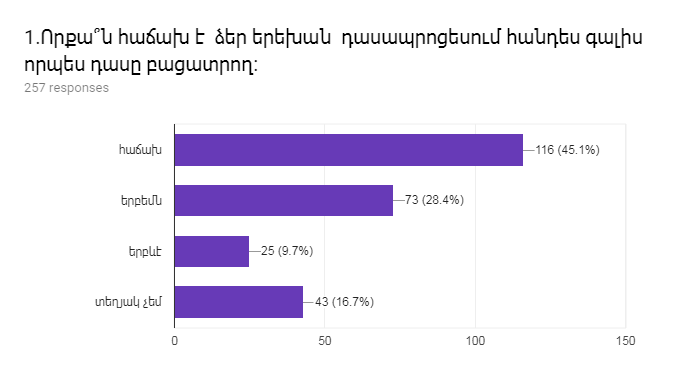 1.Որքա՞ն հաճախ է ձեր երեխան դասապրոցեսում հանդես գալիս
որպես դասը բացատրող:
257 responses
հաճախ
116 (45.1%)
երբեմն
73 (28.4%)
երբևէ
25 (9.7%)
տեղյակ չեմ
43 (16.7%)
0 50 100 150